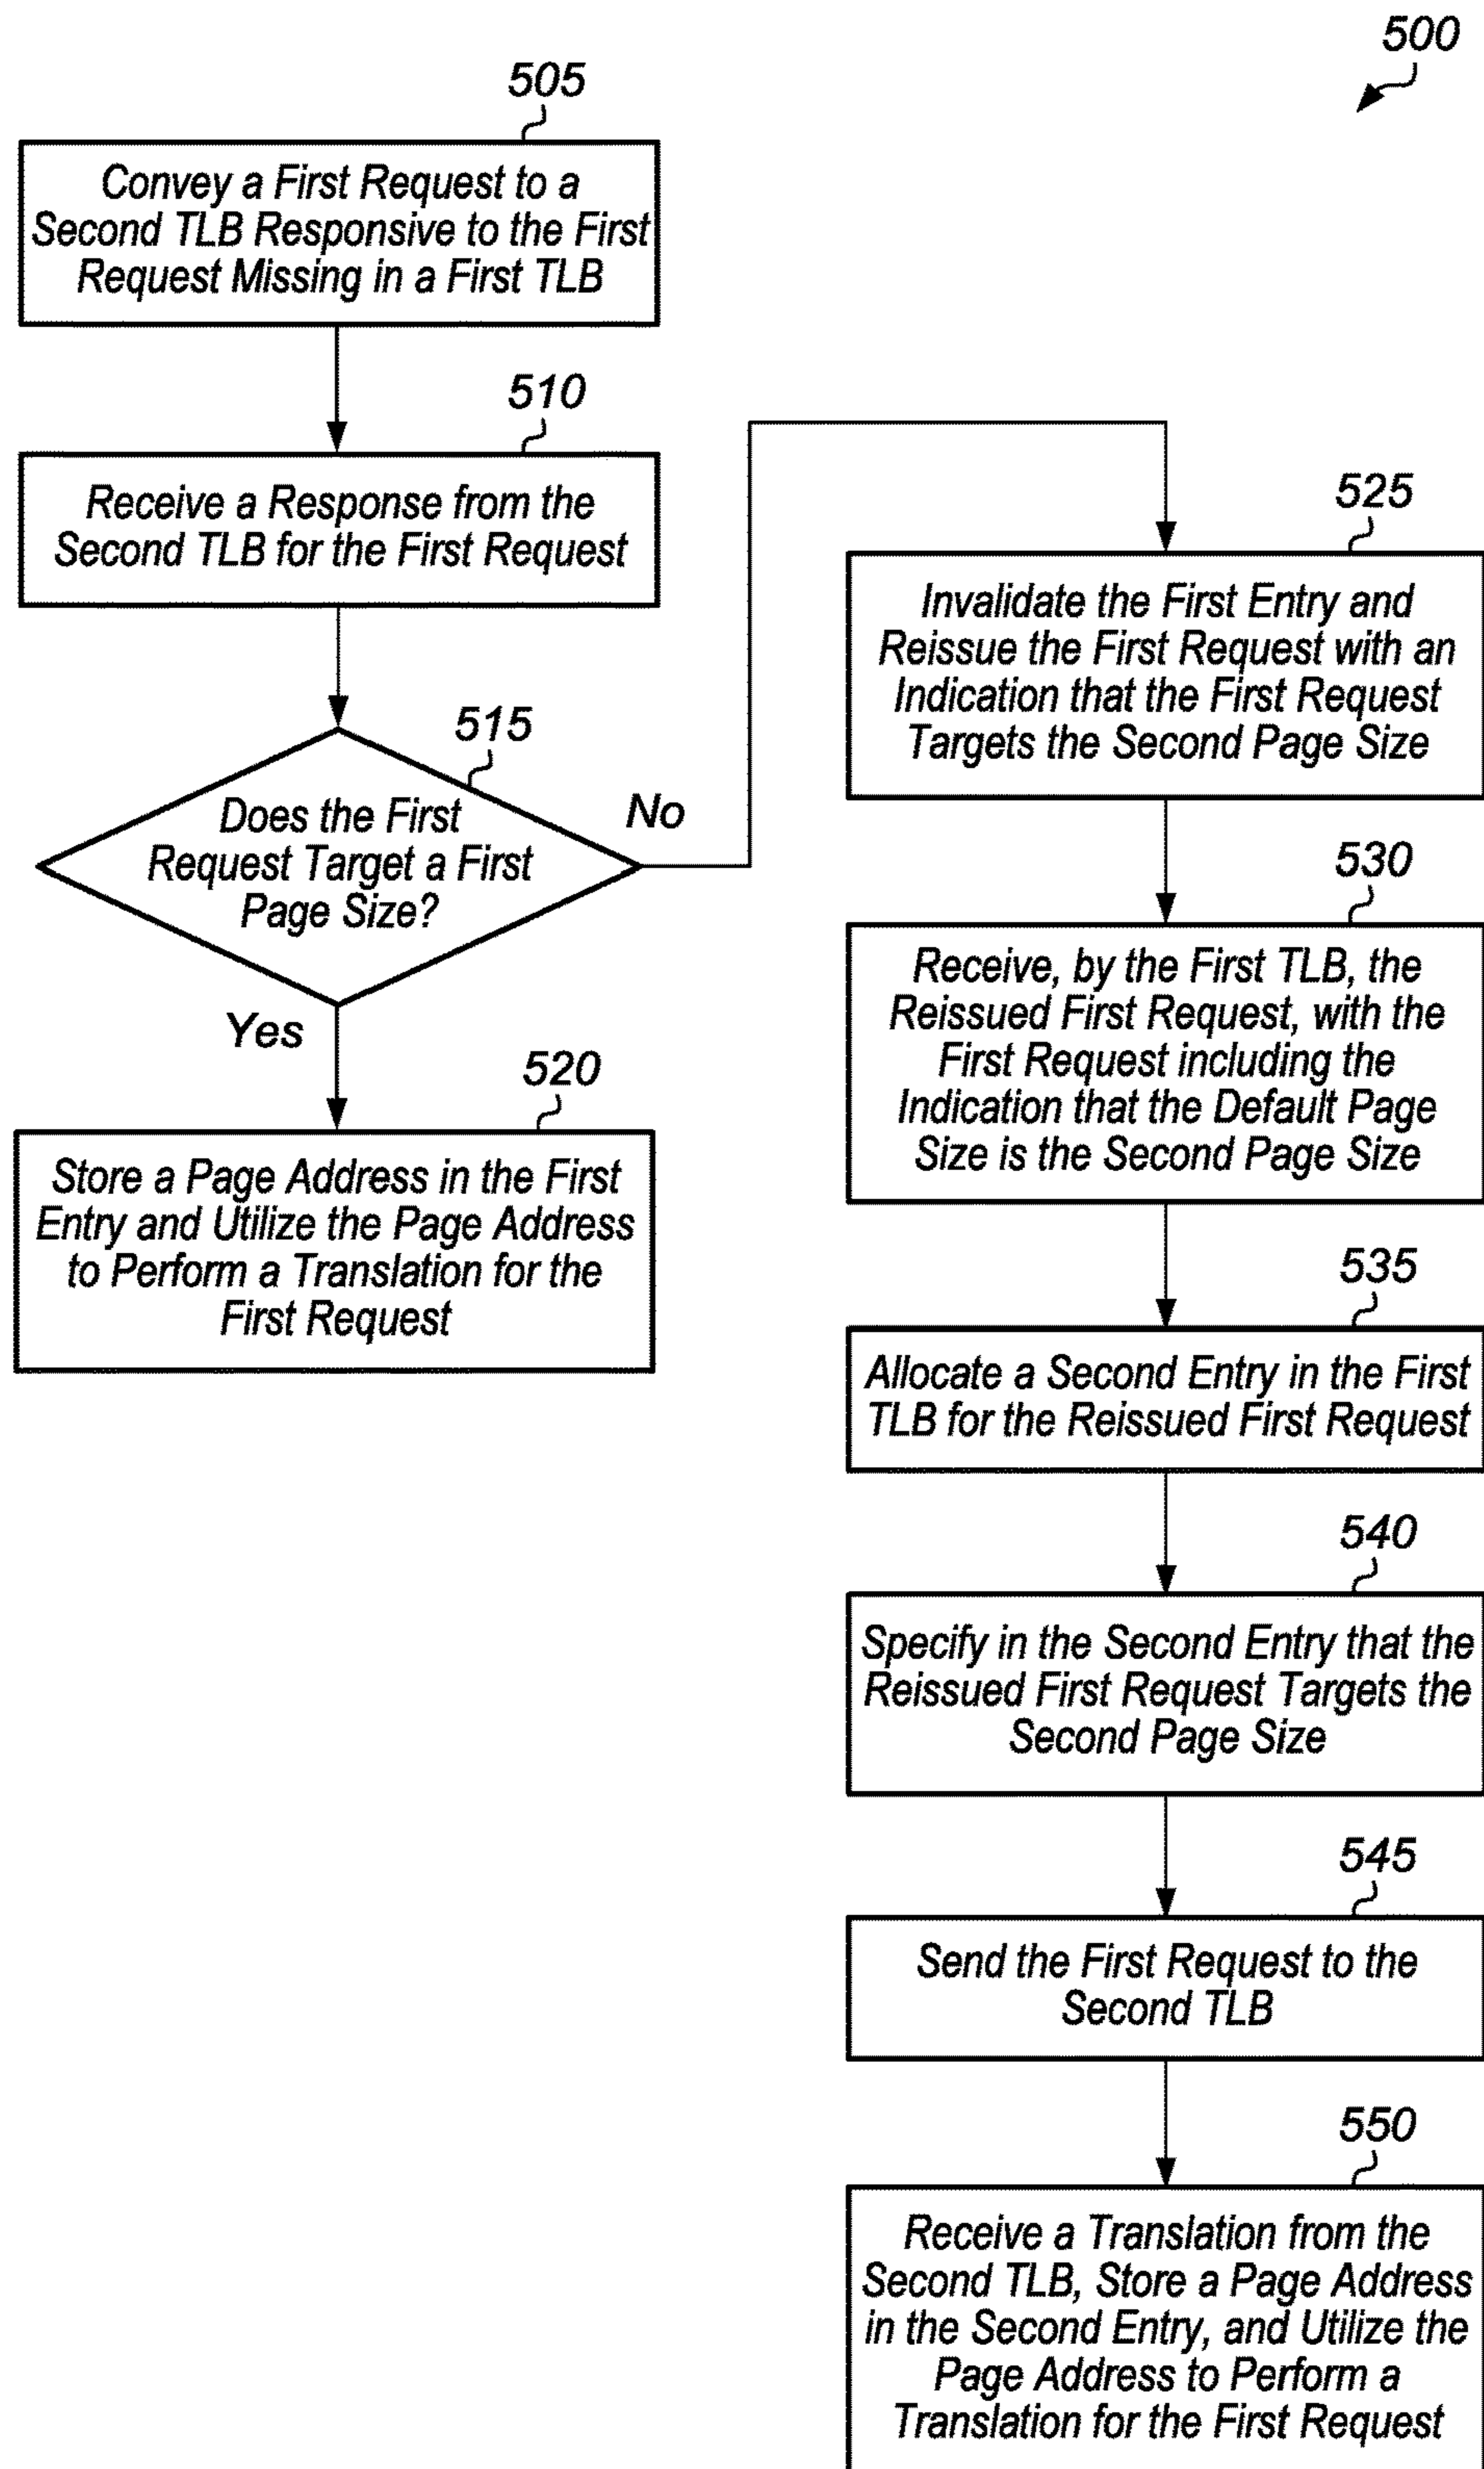 500
505
Convey a First Request to a
Second TLB Responsive to the First
Request Missing in a First TLB
510
Receive a Response from the
Second TLB for the First Request
515
Does the First
Request Target a First
Page Size?
No
Yes
520
Store a Page Address in the First
Entry and Utilize the Page Address
to Perform a Translation for the
First Request
525
Invalidate the First Entry and
Reissue the First Request with an
Indication that the First Request
Targets the Second Page Size
530
Receive, by the First TLB, the
Reissued First Request, with the
First Request including the
Indication that the Default Page
Size is the Second Page Size
535
Allocate a Second Entry in the First
TLB for the Reissued First Request
540
Specify in the Second Entry that the
Reissued First Request Targets the
Second Page Size
545
Send the First Request to the
Second TLB
550
Receive a Translation from the
Second TLB, Store a Page Address
in the Second Entry, and Utilize the
Page Address to Perform a
Translation for the First Request